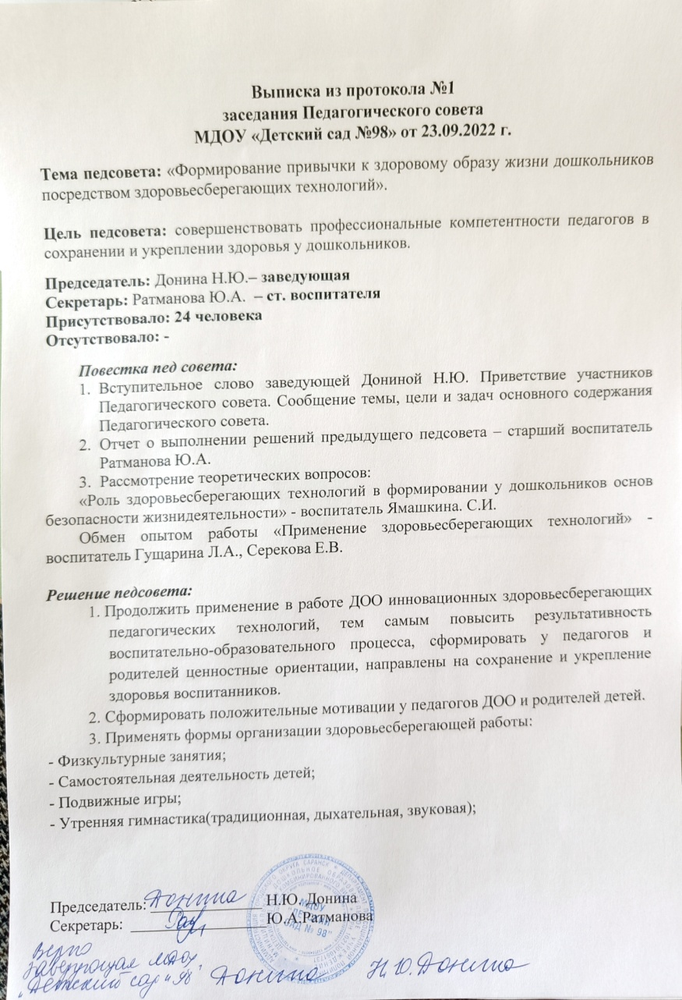 Выписка из протокола №1
заседания Педагогического совета
МДОУ «Детский сад №98» от 23.09.2022 г.
Тема педсовета: «Формирование привычки к здоровому образу жизни дошкольников
посредством здоровьесберегающих технологий».
Цель педсовета: совершенствовать профессиональные компетентности педагогов в
сохранении и укреплении здоровья у дошкольников.
Председатель: Донина Н.Ю.– заведующая
Секретарь: Ратманова Ю.А. – ст. воспитателя
Присутствовало: 24 человека
Отсутствовало: -
Повестка пед совета:
1. Вступительное слово заведующей Дониной Н.Ю. Приветствие участников
Педагогического совета. Сообщение темы, цели и задач основного содержания
Педагогического совета.
2. Отчет о выполнении решений предыдущего педсовета – старший воспитатель
Ратманова Ю.А.
3. Рассмотрение теоретических вопросов:
«Роль здоровьесберегающих технологий в формировании у дошкольников основ
безопасности жизнидеятельности» - воспитатель Ямашкина. С.И.
Обмен опытом работы «Применение здоровьесберегающих технологий» -
воспитатель Гущарина Л.А., Серекова Е.В.
Решение педсовета:
1. Продолжить применение в работе ДОО инновационных здоровьесберегающих
педагогических технологий, тем самым повысить результативность
воспитательно-образовательного процесса, сформировать у педагогов и
родителей ценностные ориентации, направлены на сохранение и укрепление
здоровья воспитанников.
2. Сформировать положительные мотивации у педагогов ДОО и родителей детей.
3. Применять формы организации здоровьесберегающей работы:
- Физкультурные занятия;
- Самостоятельная деятельность детей;
- Подвижные игры;
- Утренняя гимнастика(традиционная, дыхательная, звуковая);
Председатель: Донина Н.Ю. Донина
Секретарь: Ю.А.Ратманова
МДОУ
"ДЕТСКИЙ
САД № 98"
Верно
Заведующая МДОУ
„Детский сад № 98" Донина Н.Ю.Донина